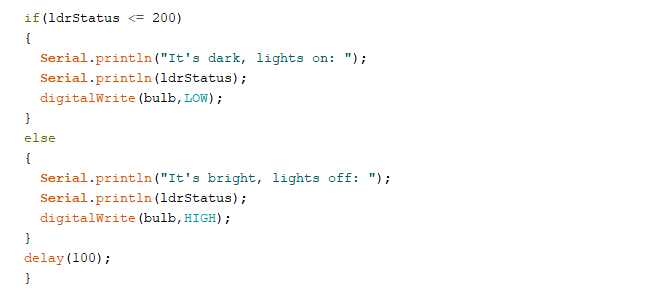 if(ldrStatus <= 200)
{
Serial.println("It's dark, lights on: ");
Serial.println(ldrStatus);
digitalWrite(bulb,LOW);
}
else
{
Serial.println("It's bright, lights off: ");
Serial.println(ldrStatus);
digitalWrite(bulb,HIGH);
}
delay(100);
}